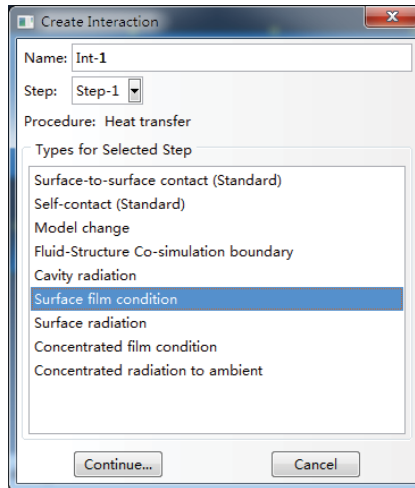 Create Interaction
Name: Int-1
Step: Step-1
Procedure: Heat transfer
Types for Selected Step
Surface-to-surface contact (Standard)
Self-contact (Standard)
Model change
Fluid-Structure Co-simulation boundary
Cavity radiation
Surface film condition
Surface radiation
Concentrated film condition
Concentrated radiation to ambient
Continue... Cancel